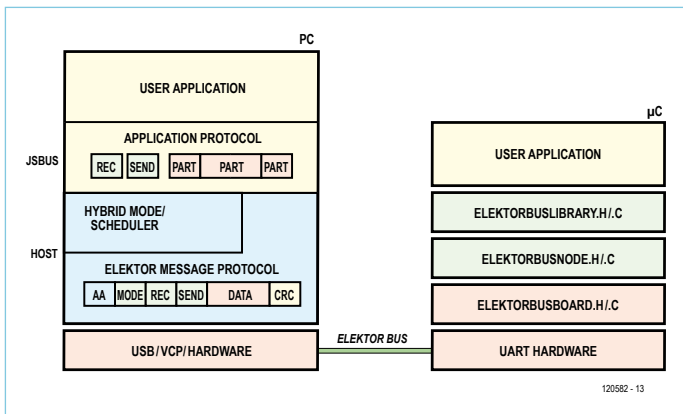 PC
USER APPLICATION
APPLICATION PROTOCOL
JSBUS
REC SEND PART PART PART
HYBRID MODE/
SCHEDULER
HOST
ELEKTOR MESSAGE PROTOCOL
AA MODE REC SEND DATA CRC
USB/VCP/HARDWARE
ELEKTOR BUS
µC
USER APPLICATION
ELEKTORBUSLIBRARY.H/.C
ELEKTORBUSNODE.H/.C
ELEKTORBUSBOARD.H/.C
UART HARDWARE
120582 - 13